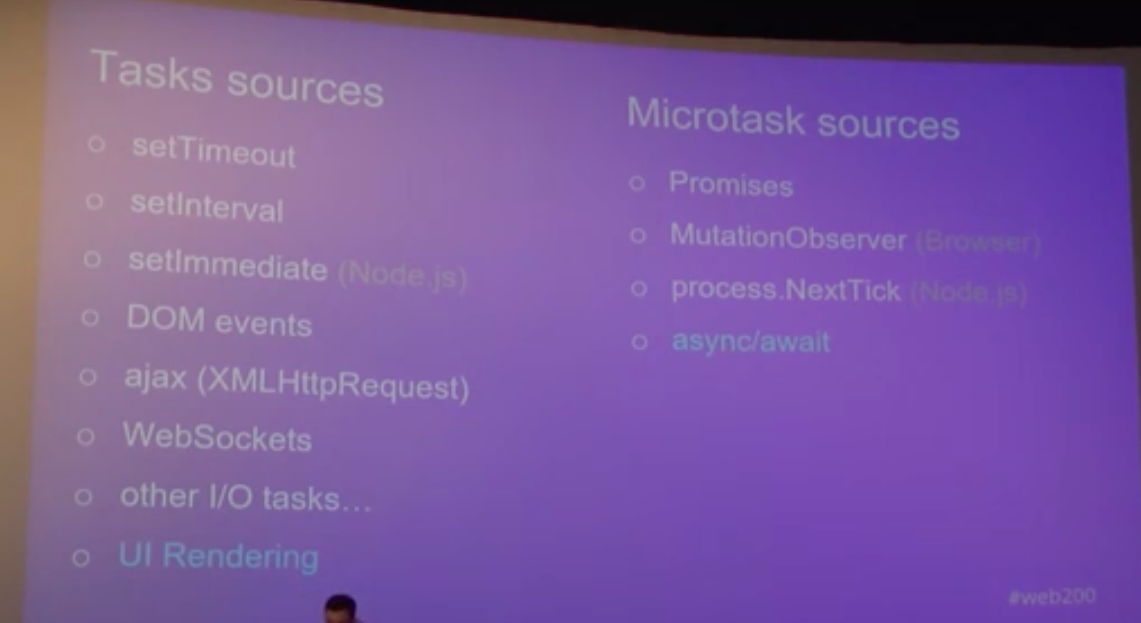 Tasks sources
setTimeout
setInterval
setImmediate (Node.js)
DOM events
ajax (XMLHttpRequest)
WebSockets
other I/O tasks…
UI Rendering
Microtask sources
Promises
MutationObserver (Browser)
process.NextTick (Node.js)
async/await
#web200